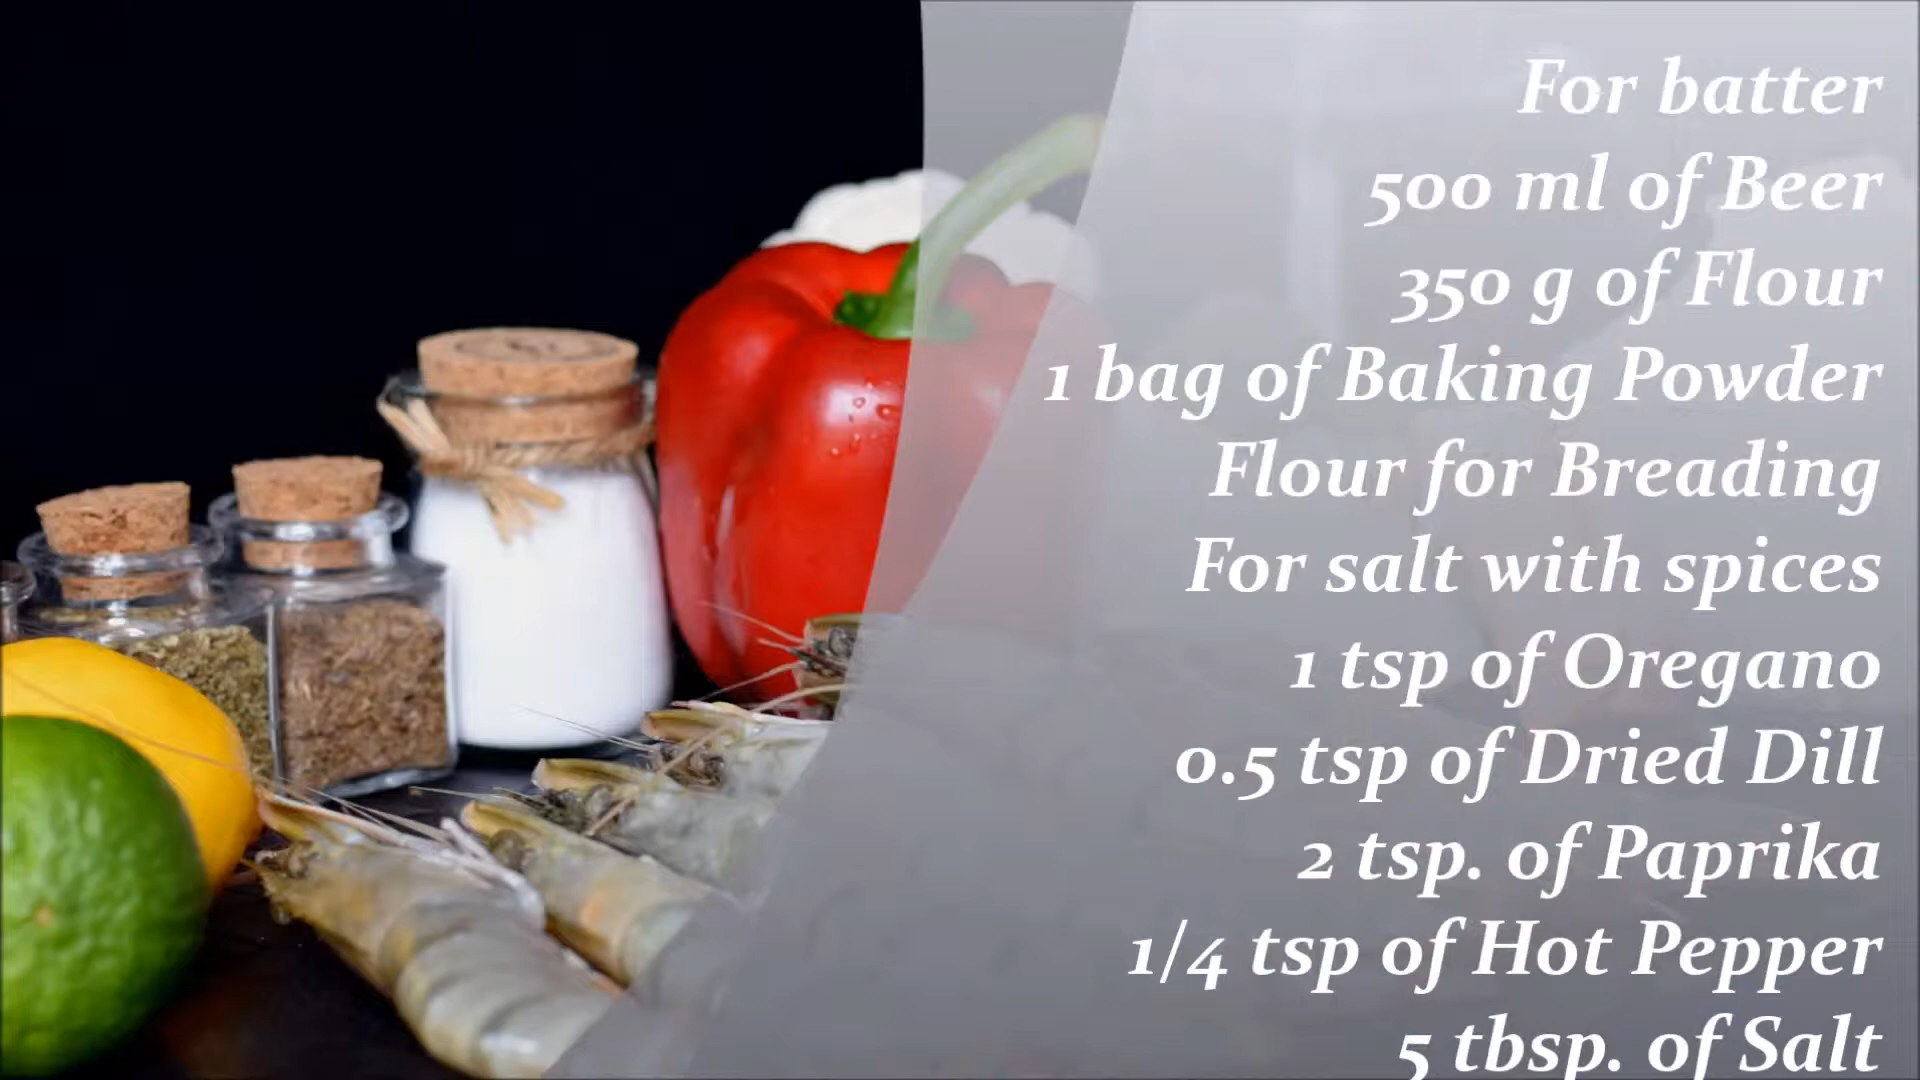 For batter
500 ml of Beer
350 g of Flour
1 bag of Baking Powder
Flour for Breading
For salt with spices
1 tsp of Oregano
0.5 tsp of Dried Dill
2 tsp. of Paprika
1/4 tsp of Hot Pepper
5 tbsp. of Salt